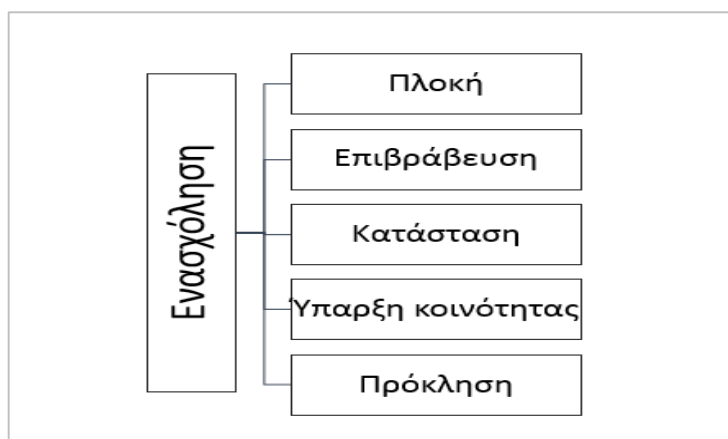 Ενασχόληση
Πλοκή
Επιβράβευση
Κατάσταση
Ύπαρξη κοινότητας
Πρόκληση